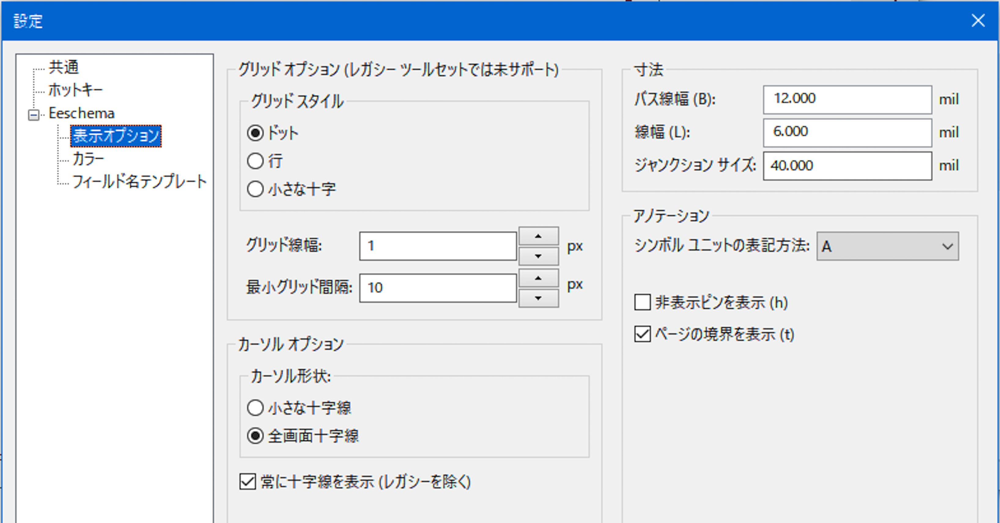 設定
共通
ホットキー
Eeschema
表示オプション
カラー
フィールド名テンプレート
グリッド オプション (レガシー ツールセットでは未サポート)
グリッド スタイル
ドット
行
小さな十字
グリッド線幅: 1 px
最小グリッド間隔: 10 px
カーソル オプション
カーソル形状:
小さな十字線
全画面十字線
常に十字線を表示 (レガシーを除く)
寸法
バス線幅 (B): 12.000 mil
線幅 (L): 6.000 mil
ジャンクション サイズ: 40.000 mil
アノテーション
シンボル ユニットの表記方法: A
非表示ピンを表示 (h)
ページの境界を表示 (t)